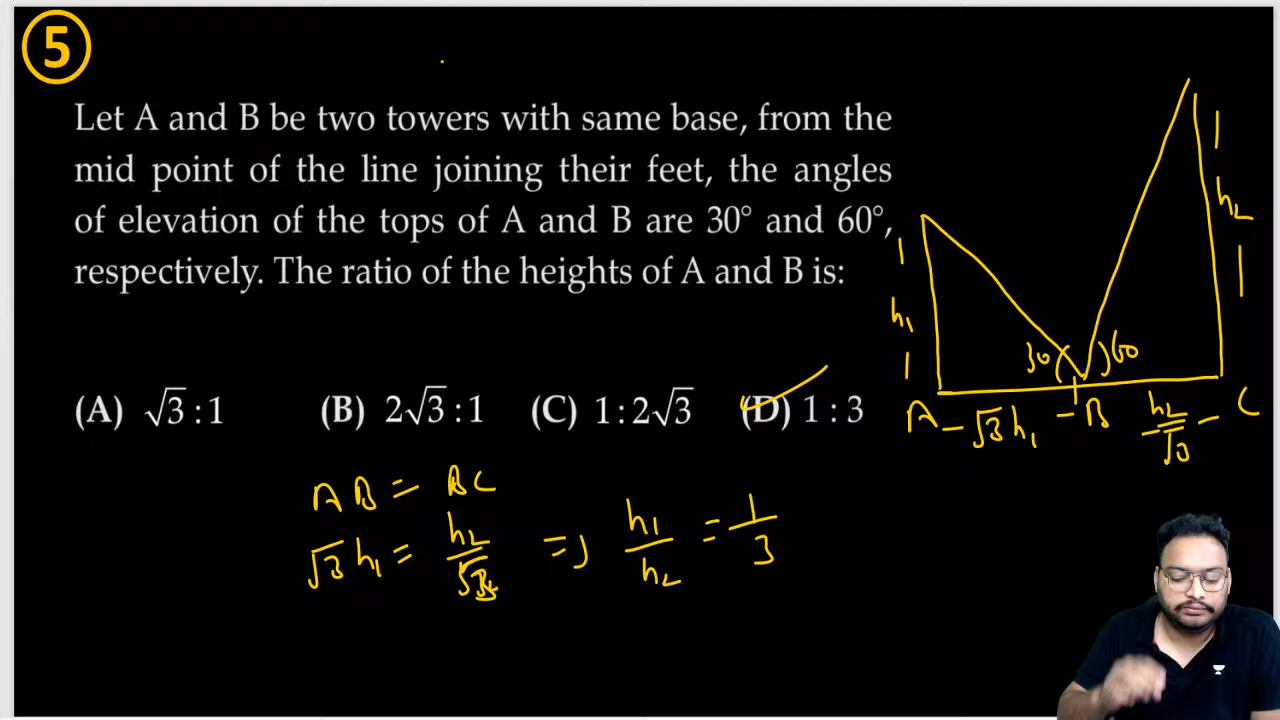 5
Let A and B be two towers with same base, from the
mid point of the line joining their feet, the angles
of elevation of the tops of A and B are 30° and 60°,
respectively. The ratio of the heights of A and B is:
(A) √3 : 1 (B) 2√3 : 1 (C) 1 : 2√3 (D) 1 : 3
h₁
h₂
30
60
A – √3 h₁ – B h₂/√3 – C
AB = BC
√3 h₁ = h₂/√3 ⇒ h₁/h₂ = 1/3